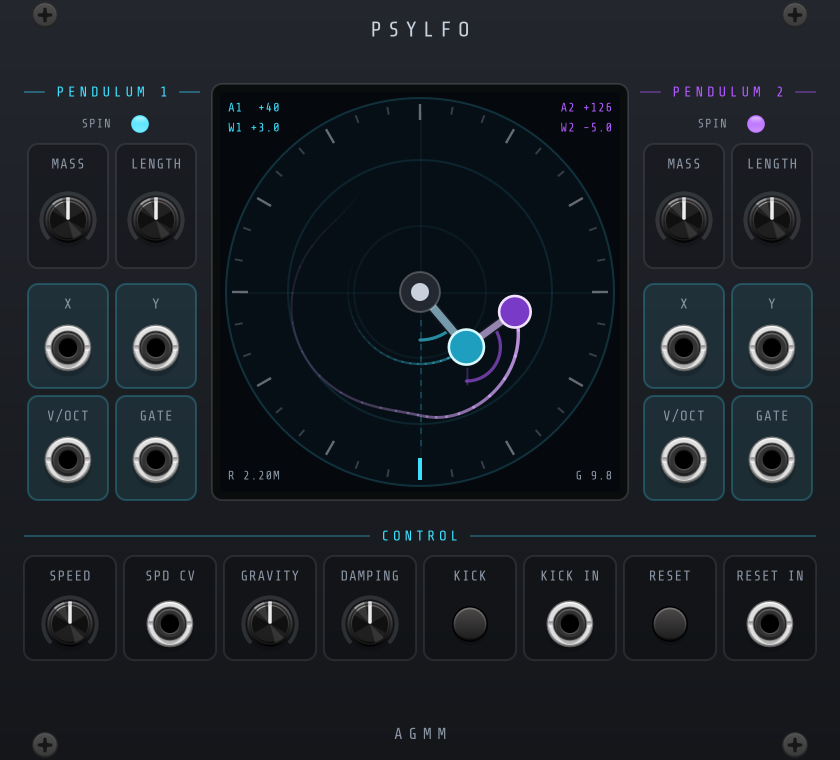 PSYLFO
PENDULUM 1
PENDULUM 2
SPIN
SPIN
A1 +40
W1 +3.0
A2 +126
W2 -5.0
MASS
LENGTH
MASS
LENGTH
X
Y
X
Y
V/OCT
GATE
V/OCT
GATE
R 2.20M
G 9.8
CONTROL
SPEED
SPD CV
GRAVITY
DAMPING
KICK
KICK IN
RESET
RESET IN
AGMM